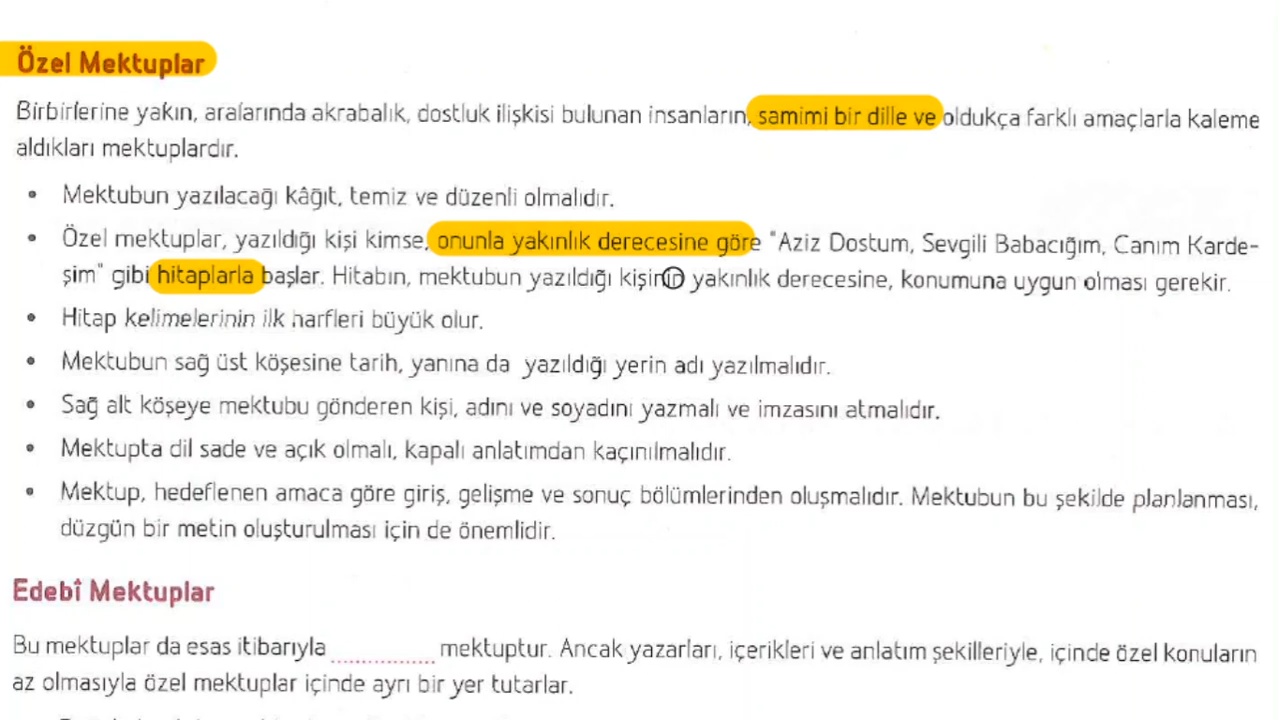 Özel Mektuplar
Birbirlerine yakın, aralarında akrabalık, dostluk ilişkisi bulunan insanların, samimi bir dille ve oldukça farklı amaçlarla kaleme
aldıkları mektuplardır.
• Mektubun yazılacağı kâğıt, temiz ve düzenli olmalıdır.
• Özel mektuplar, yazıldığı kişi kimse, onunla yakınlık derecesine göre "Aziz Dostum, Sevgili Babacığım, Canım Karde-
şim" gibi hitaplarla başlar. Hitabın, mektubun yazıldığı kişinin yakınlık derecesine, konumuna uygun olması gerekir.
• Hitap kelimelerinin ilk harfleri büyük olur.
• Mektubun sağ üst köşesine tarih, yanına da yazıldığı yerin adı yazılmalıdır.
• Sağ alt köşeye mektubu gönderen kişi, adını ve soyadını yazmalı ve imzasını atmalıdır.
• Mektupta dil sade ve açık olmalı, kapalı anlatımdan kaçınılmalıdır.
• Mektup, hedeflenen amaca göre giriş, gelişme ve sonuç bölümlerinden oluşmalıdır. Mektubun bu şekilde planlanması,
düzgün bir metin oluşturulması için de önemlidir.
Edebî Mektuplar
Bu mektuplar da esas itibarıyla .............. mektuptur. Ancak yazarları, içerikleri ve anlatım şekilleriyle, içinde özel konuların
az olmasıyla özel mektuplar içinde ayrı bir yer tutarlar.